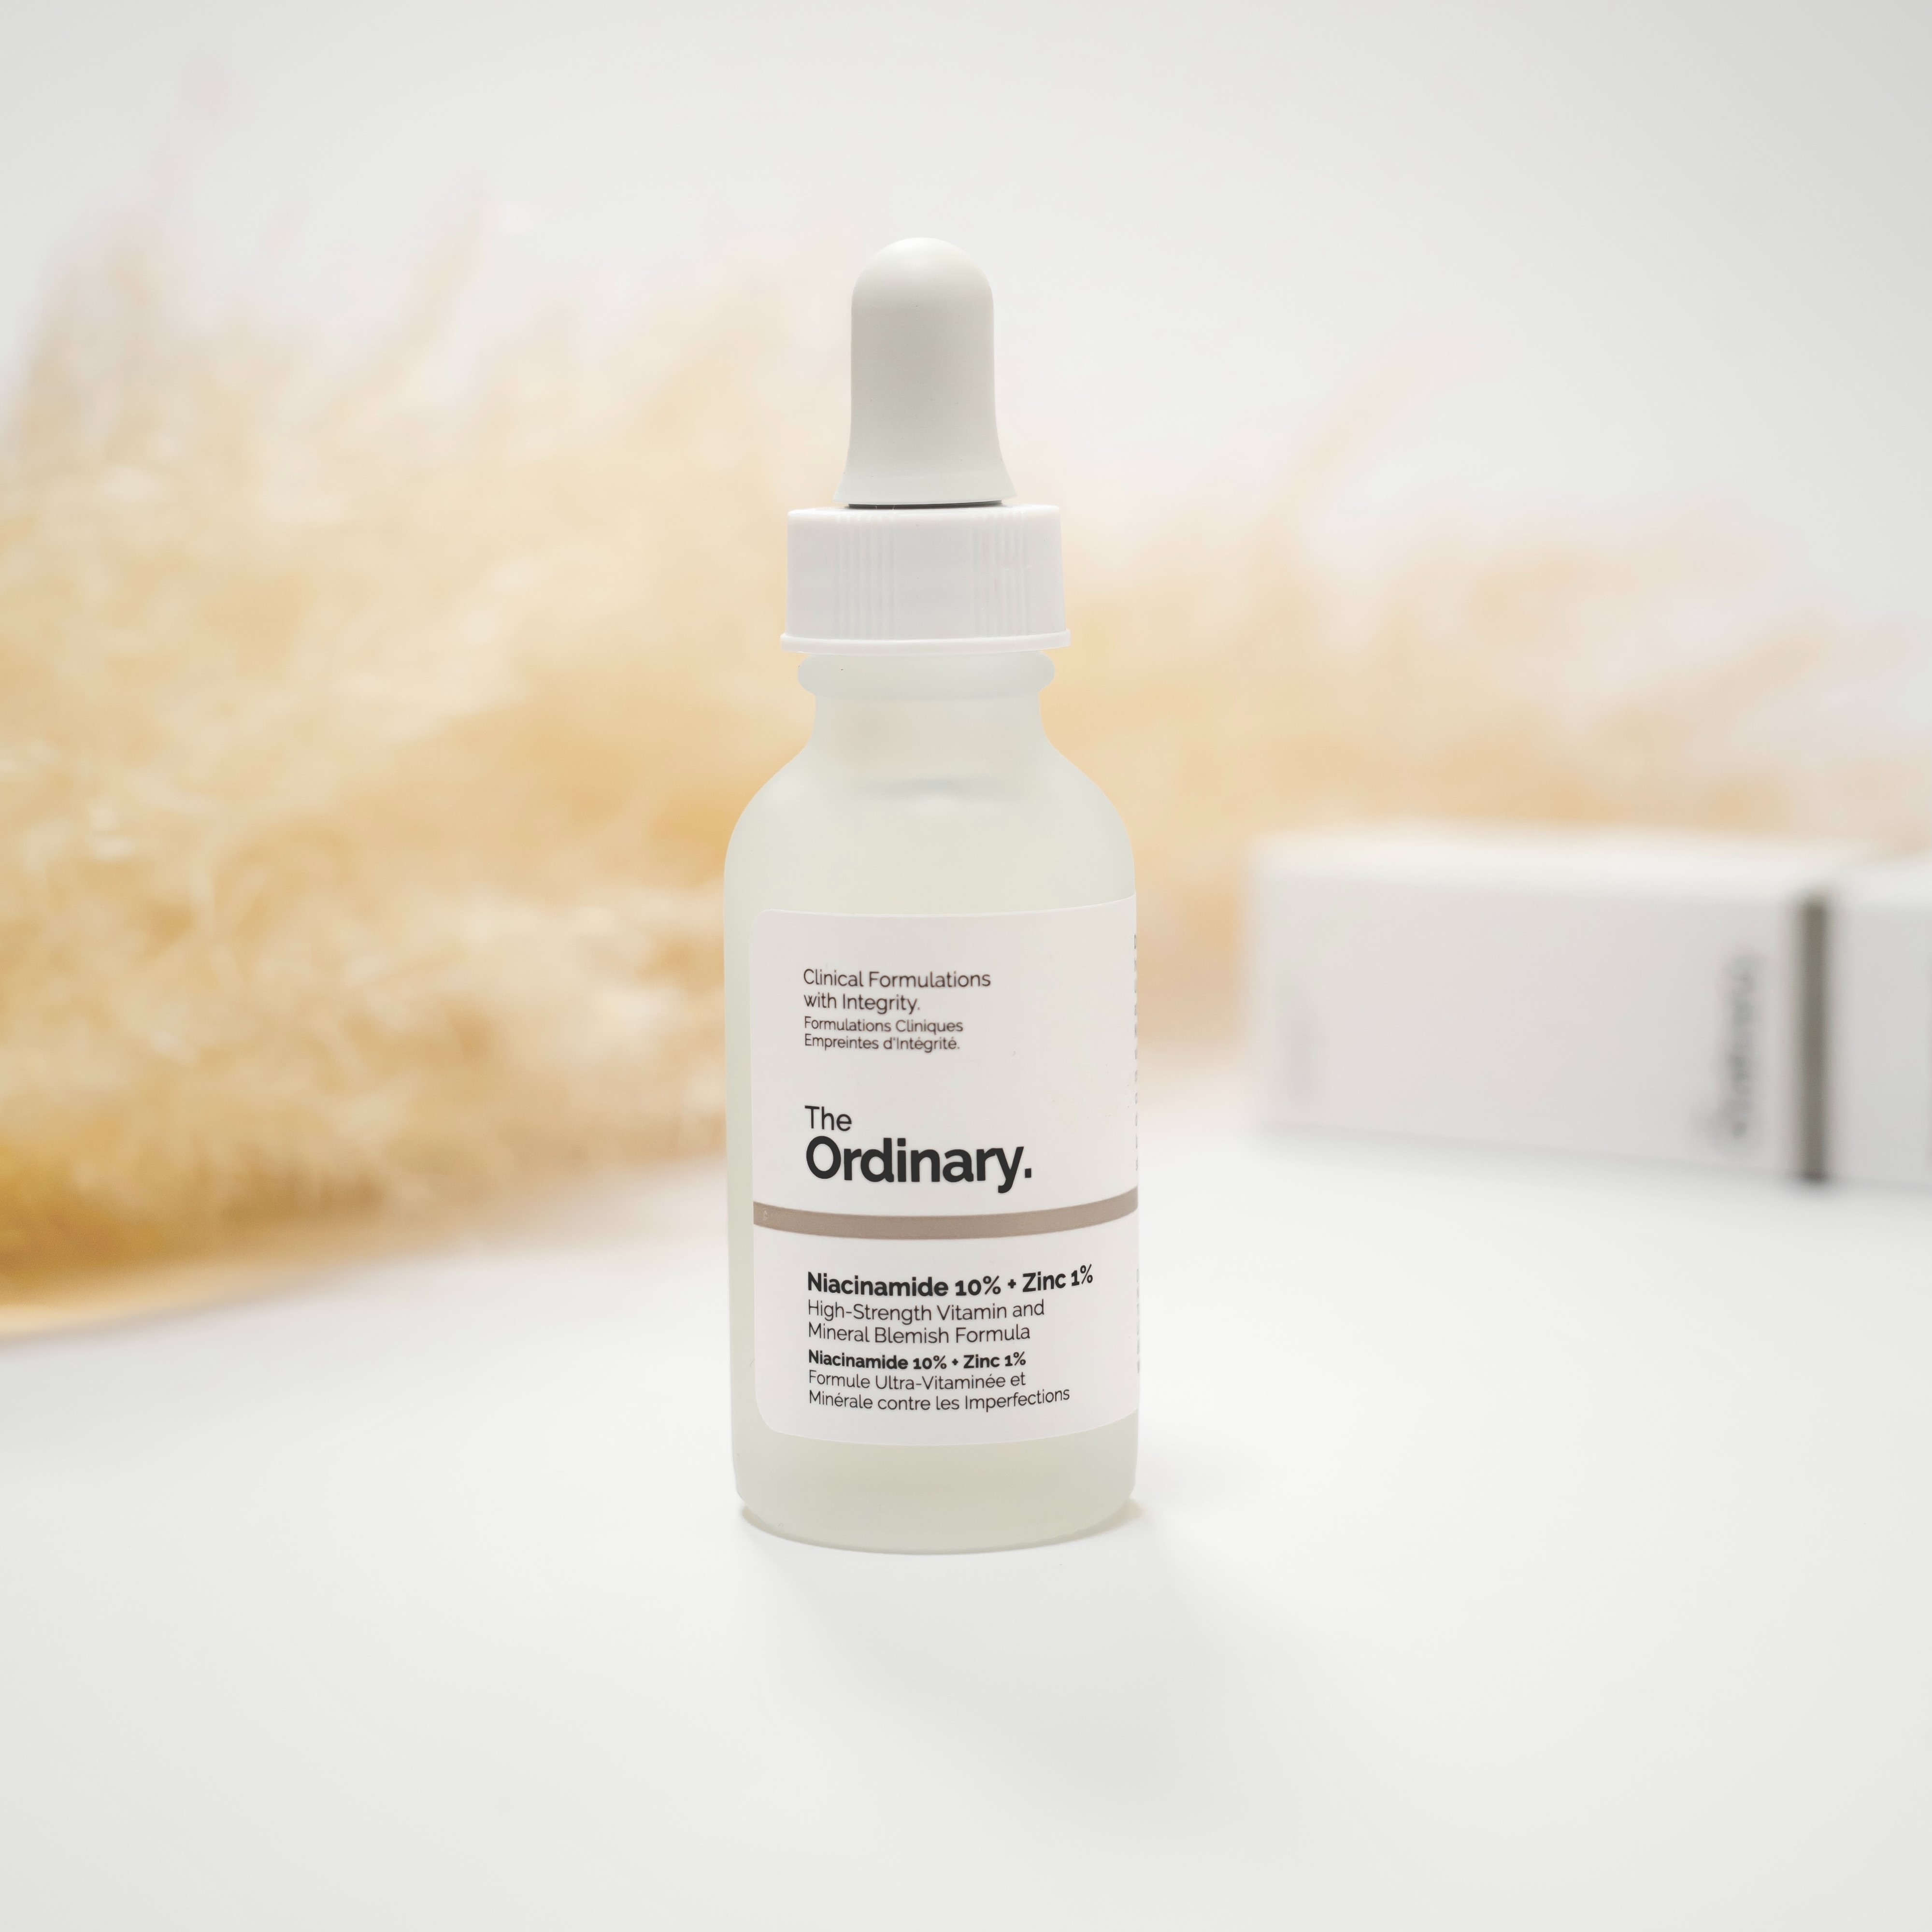 Clinical Formulations
with Integrity.
Formulations Cliniques
Empreintes d'Intégrité.
The
Ordinary.
Niacinamide 10% + Zinc 1%
High-Strength Vitamin and
Mineral Blemish Formula
Niacinamide 10% + Zinc 1%
Formule Ultra-Vitaminée et
Minérale contre les Imperfections